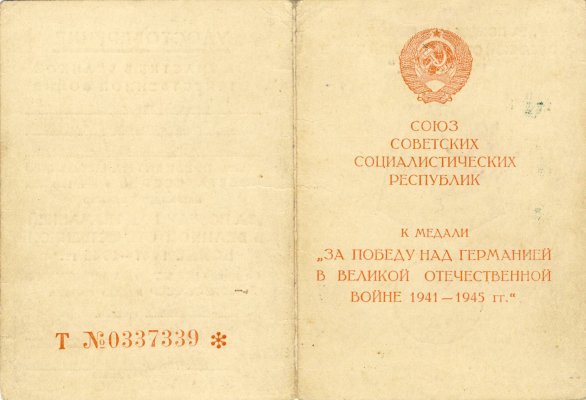 Т №0337339 *
СОЮЗ
СОВЕТСКИХ
СОЦИАЛИСТИЧЕСКИХ
РЕСПУБЛИК
К МЕДАЛИ
„ЗА ПОБЕДУ НАД ГЕРМАНИЕЙ
В ВЕЛИКОЙ ОТЕЧЕСТВЕННОЙ
ВОЙНЕ 1941—1945 гг.“